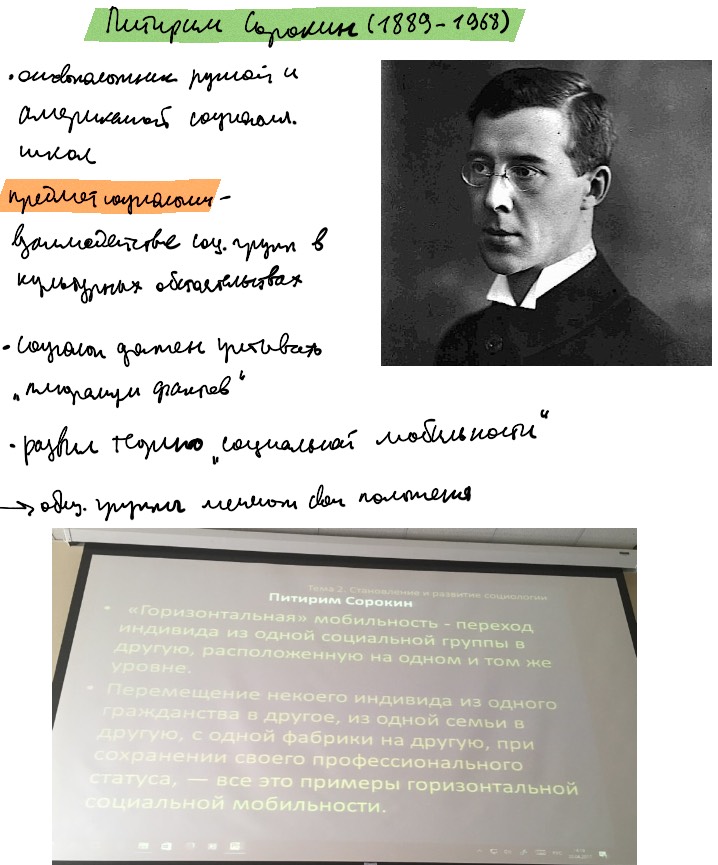 Питирим Сорокин (1889-1968)
• основоположник русской и
американской социолог.
школ
предмет социологии -
взаимодействие соц. групп в
культурных обстоятельствах
• социолог должен учитывать
„плюрализм фактов“
• развил теорию „социальной мобильности“
→ общ. группы меняют свои положения
Тема 2. Становление и развитие социологии
Питирим Сорокин
• «Горизонтальная» мобильность - переход
индивида из одной социальной группы в
другую, расположенную на одном и том же
уровне.
• Перемещение некоего индивида из одного
гражданства в другое, из одной семьи в
другую, с одной фабрики на другую, при
сохранении своего профессионального
статуса, — все это примеры горизонтальной
социальной мобильности.